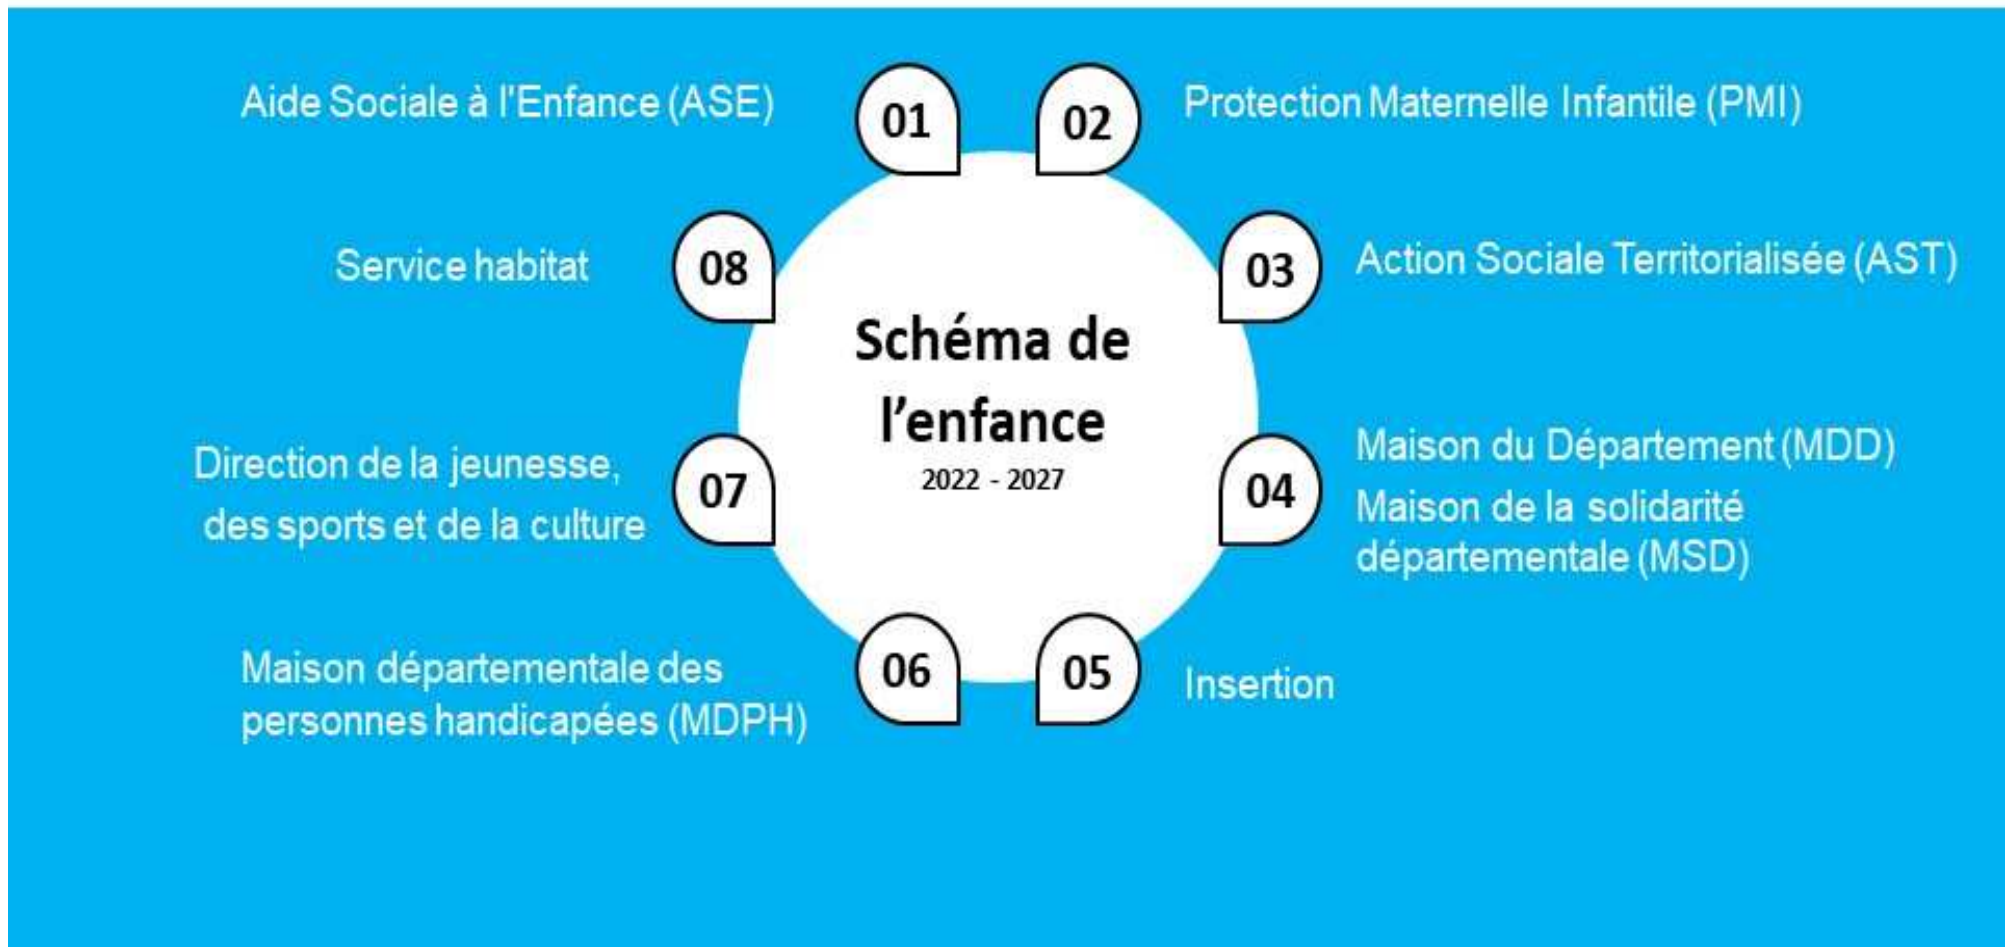 Aide Sociale à l'Enfance (ASE)
01
02
Protection Maternelle Infantile (PMI)
Service habitat
08
03
Action Sociale Territorialisée (AST)
Schéma de
l’enfance
2022 - 2027
Direction de la jeunesse,
des sports et de la culture
07
04
Maison du Département (MDD)
Maison de la solidarité
départementale (MSD)
Maison départementale des
personnes handicapées (MDPH)
06
05
Insertion